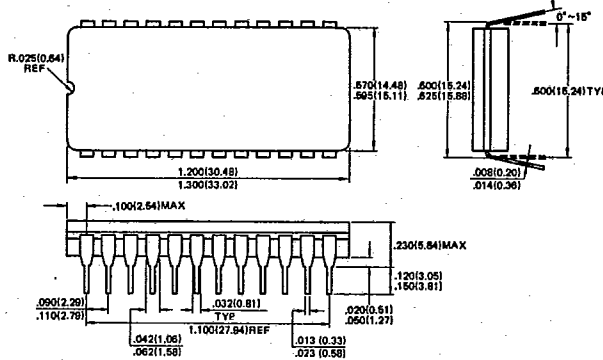 R.025(0.64)
REF
.570(14.48)
.595(15.11)
1.200(30.48)
1.300(33.02)
0°~15°
.600(15.24)
.625(15.88)
.600(15.24) TYP
.008(0.20)
.014(0.36)
.100(2.54)MAX
.230(5.84)MAX
.120(3.05)
.150(3.81)
.020(0.51)
.050(1.27)
.090(2.29)
.110(2.79)
.032(0.81)
TYP
1.100(27.94)REF
.042(1.06)
.062(1.58)
.013 (0.33)
.023 (0.58)